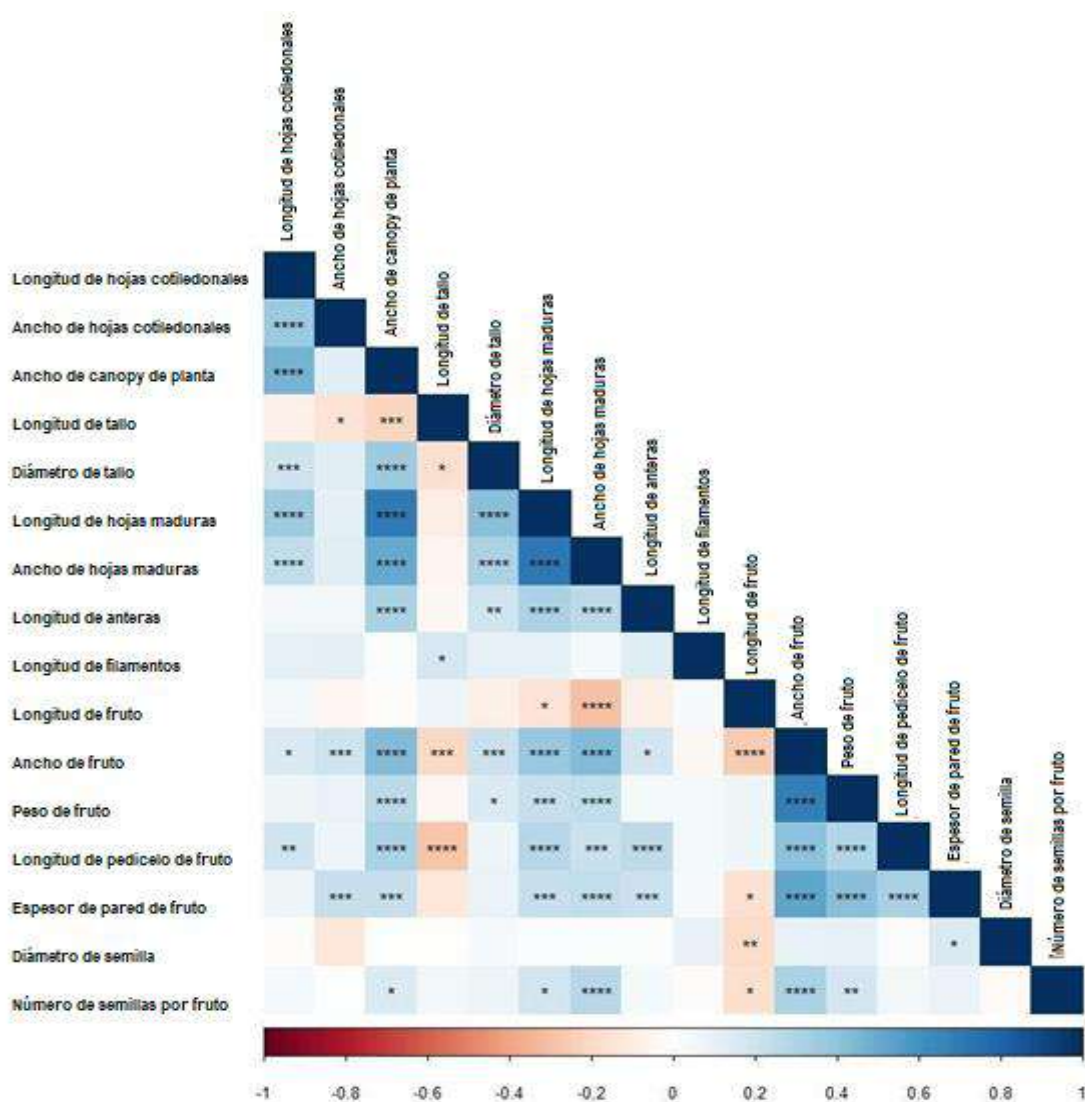 Longitud de hojas cotiledonales
Ancho de hojas cotiledonales
Ancho de canopy de planta
Longitud de tallo
Diámetro de tallo
Longitud de hojas maduras
Ancho de hojas maduras
Longitud de anteras
Longitud de filamentos
Longitud de fruto
Ancho de fruto
Peso de fruto
Longitud de pedicelo de fruto
Espesor de pared de fruto
Diámetro de semilla
Número de semillas por fruto
Longitud de hojas cotiledonales
Ancho de hojas cotiledonales
****
Ancho de canopy de planta
****
Longitud de tallo
* ***
Diámetro de tallo
*** **** *
Longitud de hojas maduras
**** **** ****
Ancho de hojas maduras
**** **** **** ****
Longitud de anteras
**** ** **** ****
Longitud de filamentos
*
Longitud de fruto
* ****
Ancho de fruto
* *** **** *** *** **** **** * ****
Peso de fruto
**** * *** **** ****
Longitud de pedicelo de fruto
** **** **** **** *** **** **** ****
Espesor de pared de fruto
*** *** *** **** *** * **** **** ****
Diámetro de semilla
** *
Número de semillas por fruto
* * **** * **** **
-1 -0.8 -0.6 -0.4 -0.2 0 0.2 0.4 0.6 0.8 1